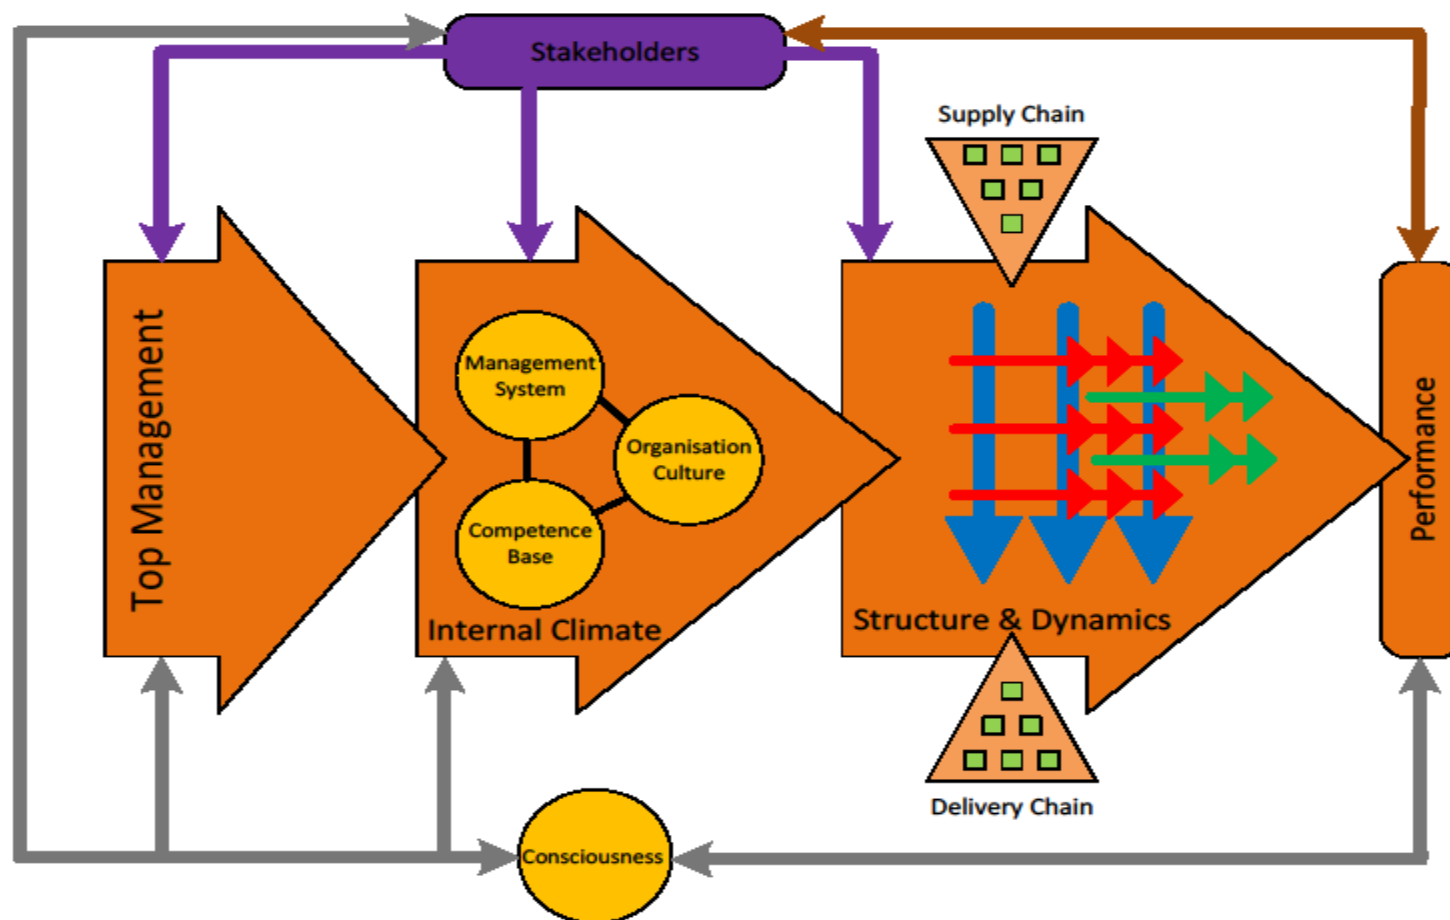 Stakeholders
Supply Chain
Top Management
Management
System
Organisation
Culture
Competence
Base
Internal Climate
Structure & Dynamics
Performance
Delivery Chain
Consciousness